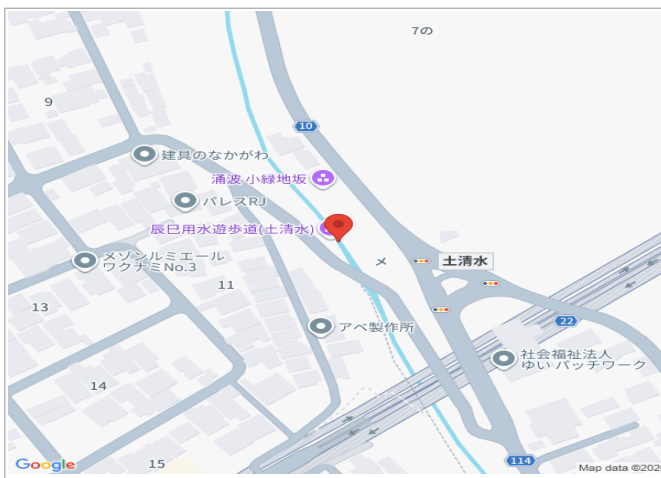 7の
9
10
建具のなかがわ
涌波小緑地坂
パレスRJ
辰巳用水遊歩道(土清水)
メゾンルミエール
ワクナミNo.3
メ
土清水
11
13
22
アベ製作所
社会福祉法人
ゆい パッチワーク
14
15
114
Google
Map data ©202